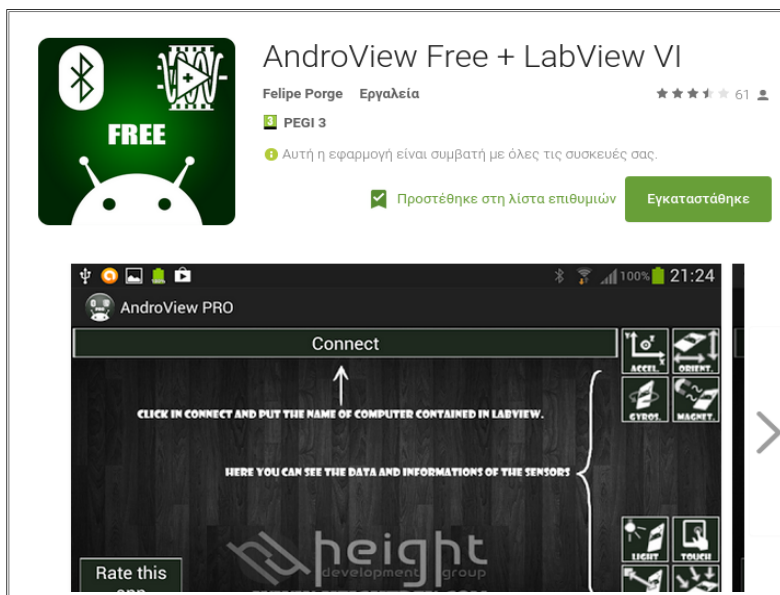 AndroView Free + LabView VI
Felipe Porge Εργαλεία 61
FREE
3 PEGI 3
Αυτή η εφαρμογή είναι συμβατή με όλες τις συσκευές σας.
Προστέθηκε στη λίστα επιθυμιών Εγκαταστάθηκε
100% 21:24
AndroView PRO
Connect
ACCEL. ORIENT.
CLICK IN CONNECT AND PUT THE NAME OF COMPUTER CONTAINED IN LABVIEW.
GYROS. MAGNET.
HERE YOU CAN SEE THE DATA AND INFORMATIONS OF THE SENSORS
height
LIGHT TOUCH
development group
Rate this